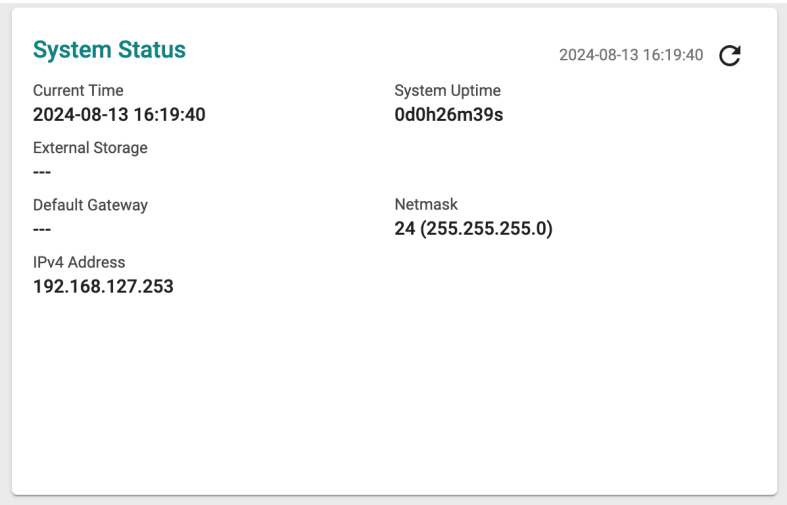 System Status
2024-08-13 16:19:40
Current Time
System Uptime
2024-08-13 16:19:40
0d0h26m39s
External Storage
---
Default Gateway
Netmask
---
24 (255.255.255.0)
IPv4 Address
192.168.127.253